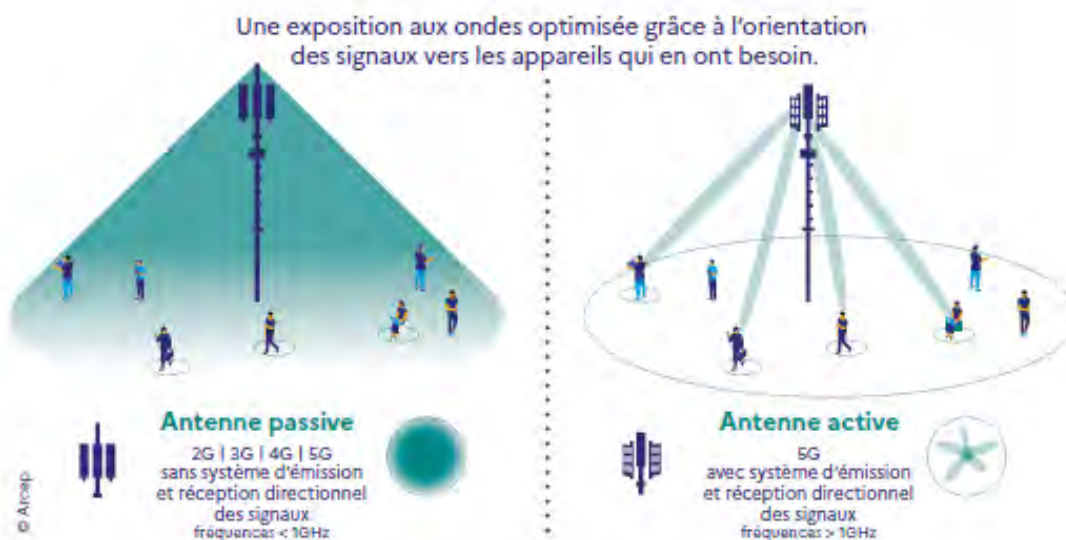 Une exposition aux ondes optimisée grâce à l'orientation
des signaux vers les appareils qui en ont besoin.
Antenne passive
2G | 3G | 4G | 5G
sans système d'émission
et réception directionnel
des signaux
fréquences < 1GHz
Antenne active
5G
avec système d'émission
et réception directionnel
des signaux
fréquences > 1GHz
© Arcep